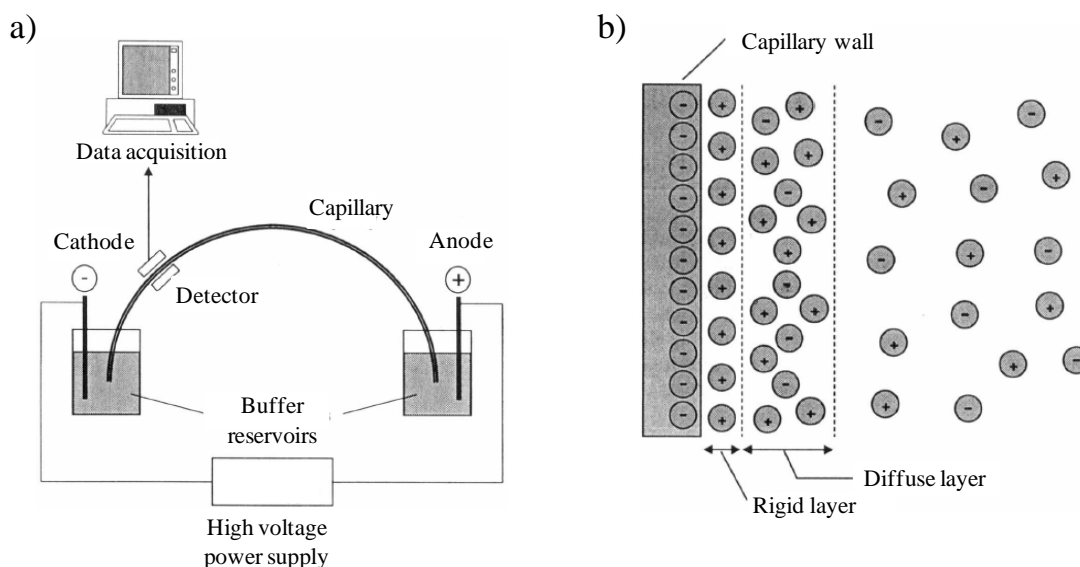 a)
Data acquisition
Capillary
Cathode
Anode
-
+
Detector
Buffer
reservoirs
High voltage
power supply
b)
Capillary wall
Diffuse layer
Rigid layer